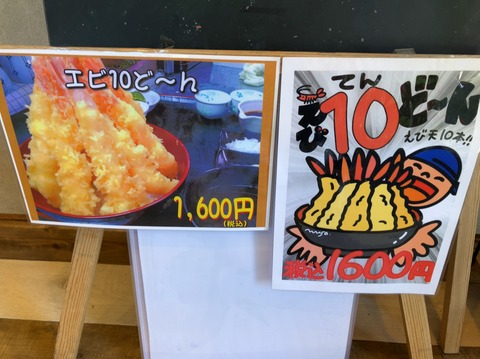 エビ10ど〜ん
1,600円
(税込)
えび
てん
10
ど〜ん
えび天10本!!
税込1600円